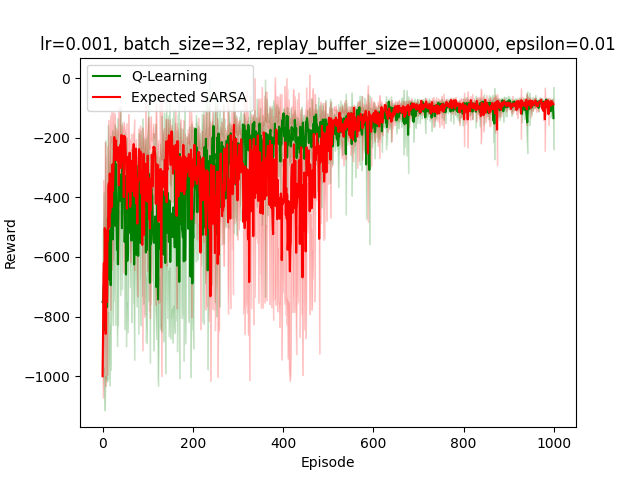 lr=0.001, batch_size=32, replay_buffer_size=1000000, epsilon=0.01
Q-Learning
Expected SARSA
0
−200
−400
−600
−800
−1000
Reward
0 200 400 600 800 1000
Episode